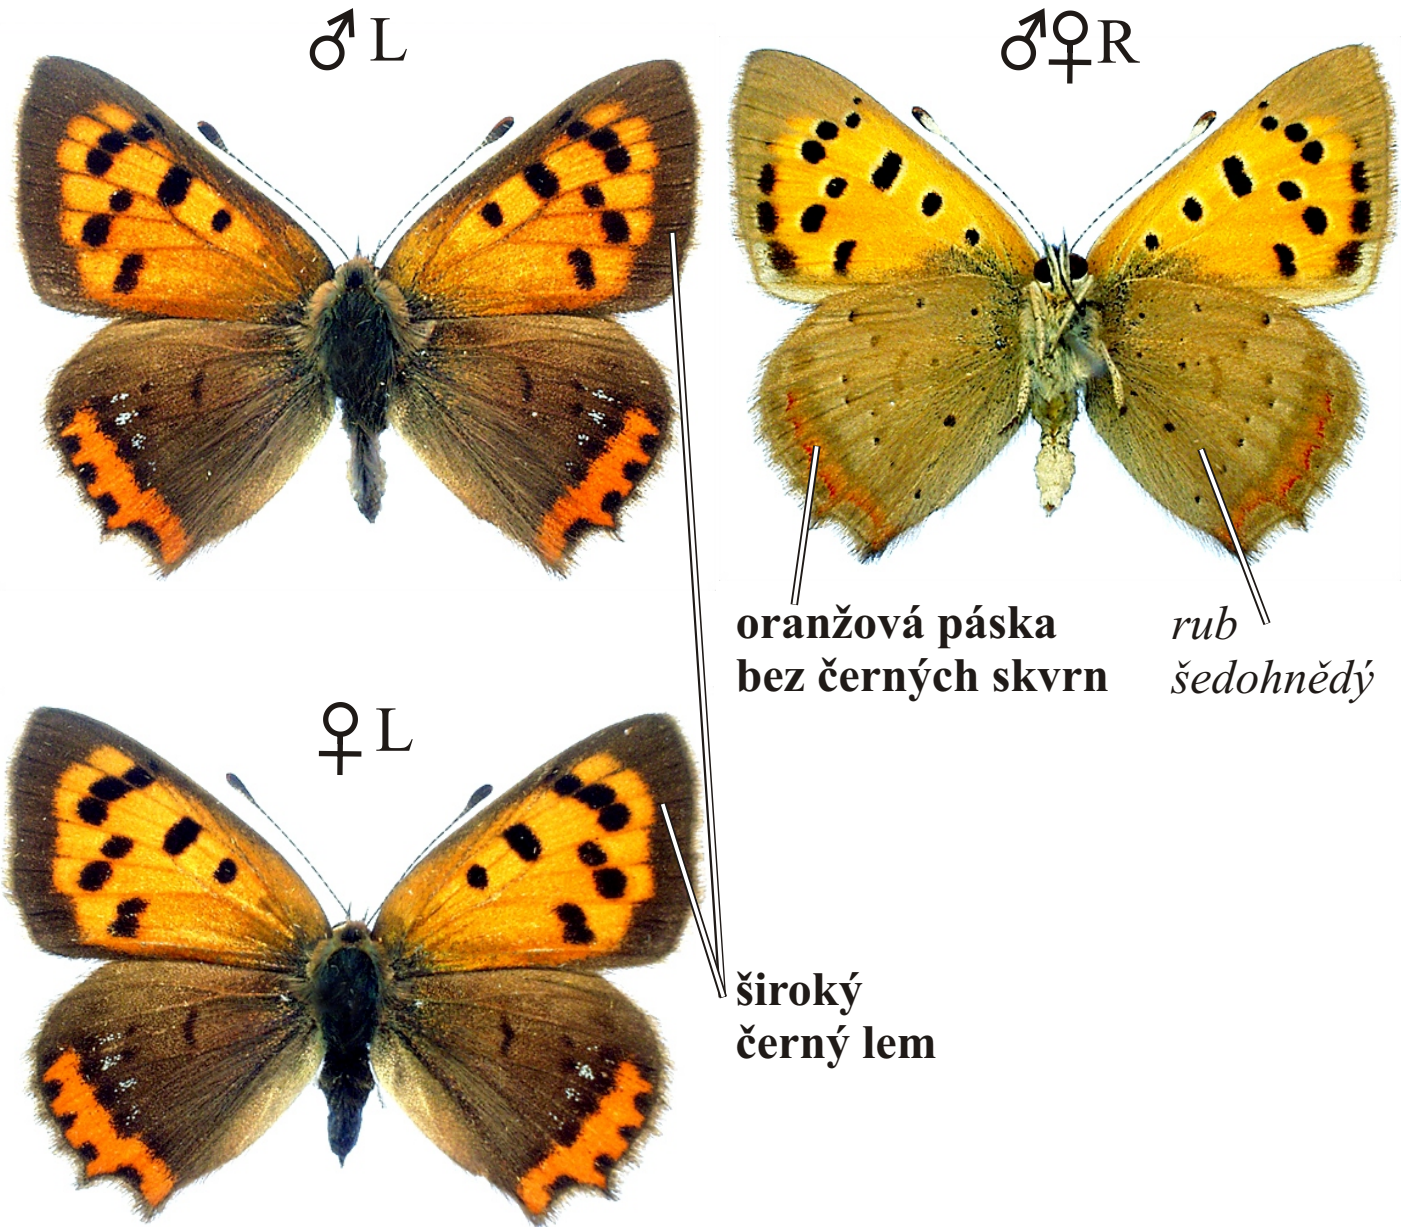 ♂ L
♂♀ R
oranžová páska
bez černých skvrn
rub
šedohnědý
♀ L
široký
černý lem